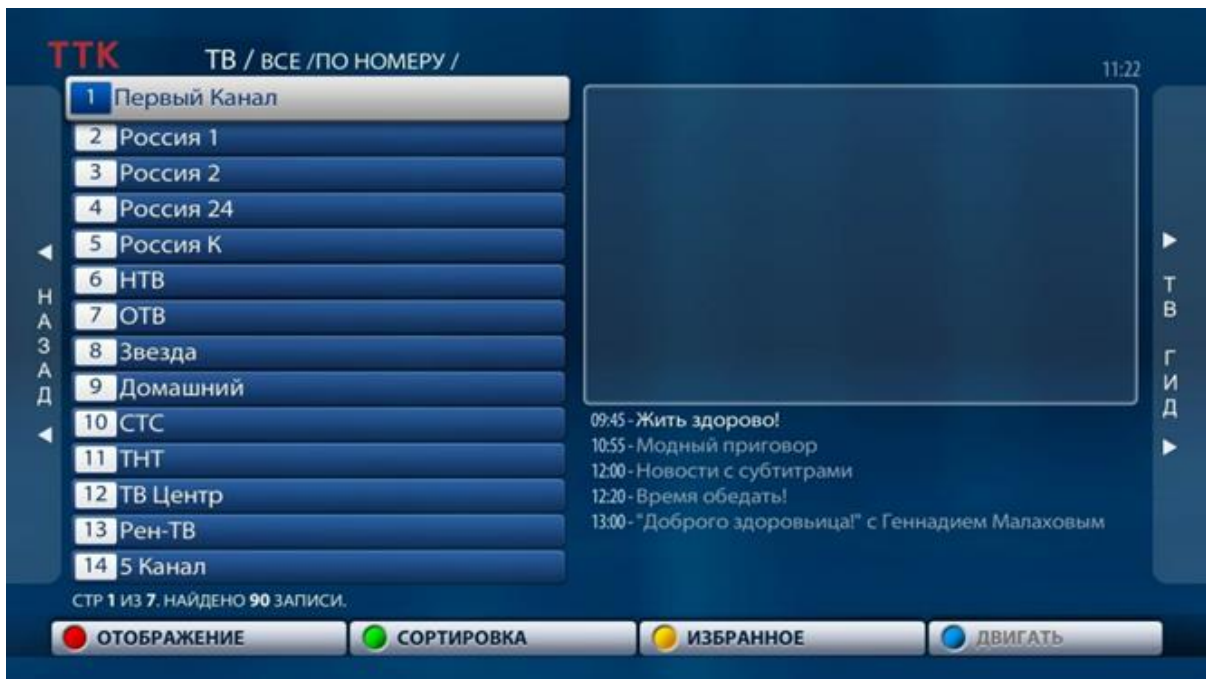 ТТК
ТВ / ВСЕ /ПО НОМЕРУ /
11:22
1 Первый Канал
2 Россия 1
3 Россия 2
4 Россия 24
5 Россия К
6 НТВ
7 ОТВ
8 Звезда
9 Домашний
10 СТС
11 ТНТ
12 ТВ Центр
13 Рен-ТВ
14 5 Канал
СТР 1 ИЗ 7. НАЙДЕНО 90 ЗАПИСИ.
НАЗАД
09:45 - Жить здорово!
10:55 - Модный приговор
12:00 - Новости с субтитрами
12:20 - Время обедать!
13:00 - "Доброго здоровьица!" с Геннадием Малаховым
ТВ ГИД
ОТОБРАЖЕНИЕ
СОРТИРОВКА
ИЗБРАННОЕ
ДВИГАТЬ